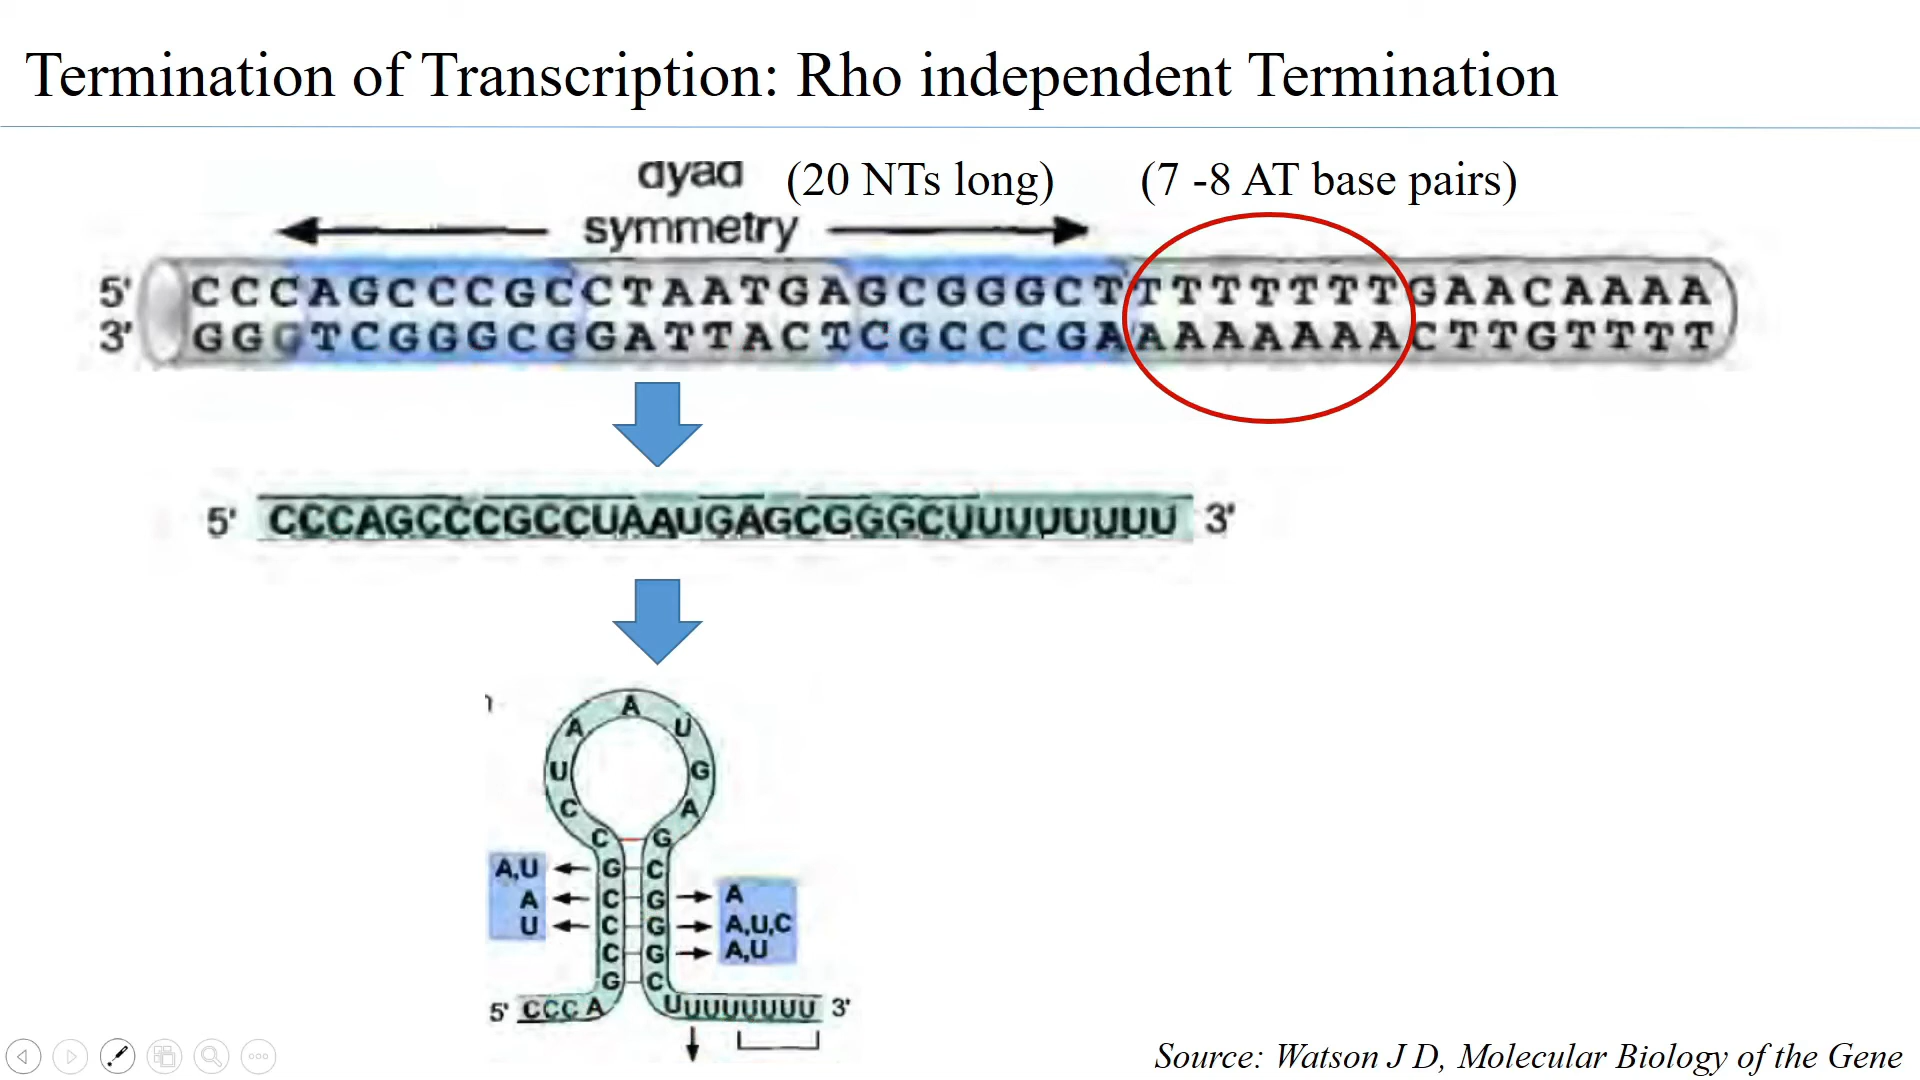 Termination of Transcription: Rho independent Termination
dyad (20 NTs long) (7 -8 AT base pairs)
symmetry
5' CCCAGCCCGCCTAATGAGCGGGCTTTTTTTTGAACAAAA
3' GGGTCGGGCGGATTACTCGCCCGAAAAAAAACTTGTTTT
5' CCCAGCCCGCCUAAUGAGCGGGCUUUUUUUU 3'
A
A U
U G
C A
C G
A,U G C
A C G A
U C G A,U,C
C G A,U
G C
5' CCCA UUUUUUUU 3'
Source: Watson J D, Molecular Biology of the Gene